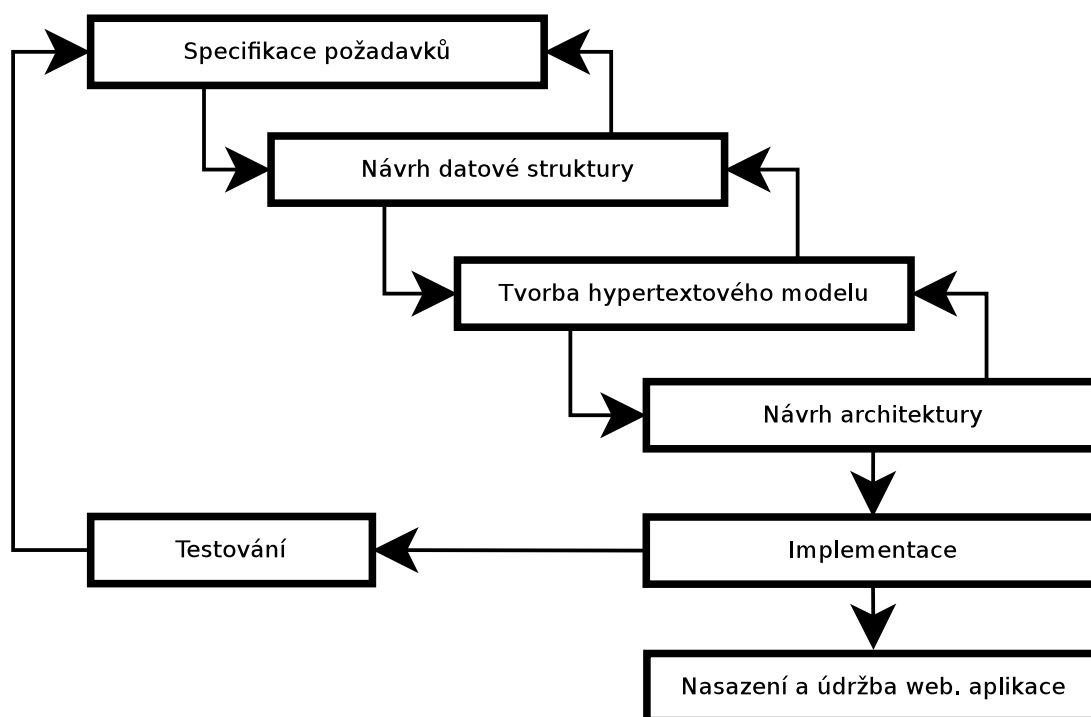 Specifikace požadavků
Návrh datové struktury
Tvorba hypertextového modelu
Návrh architektury
Testování
Implementace
Nasazení a údržba web. aplikace